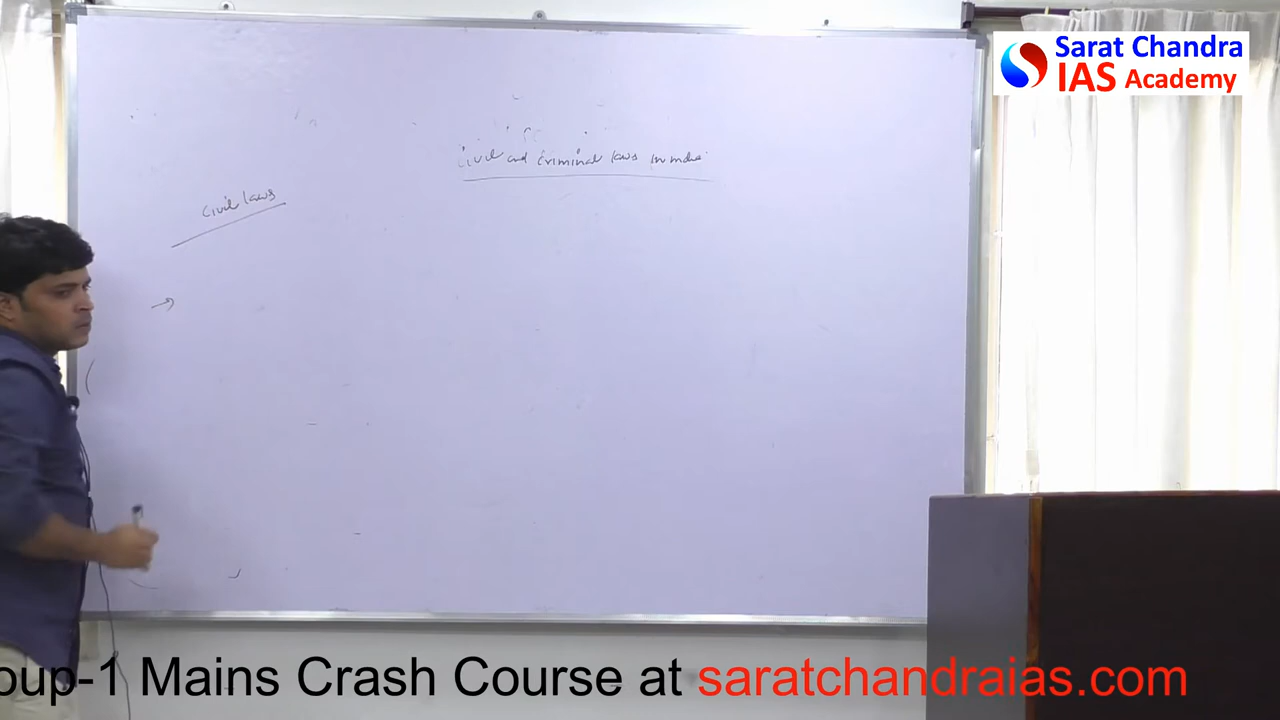 Sarat Chandra
IAS Academy
Civil and Criminal laws in India
Civil laws
→
oup-1 Mains Crash Course at saratchandraias.com